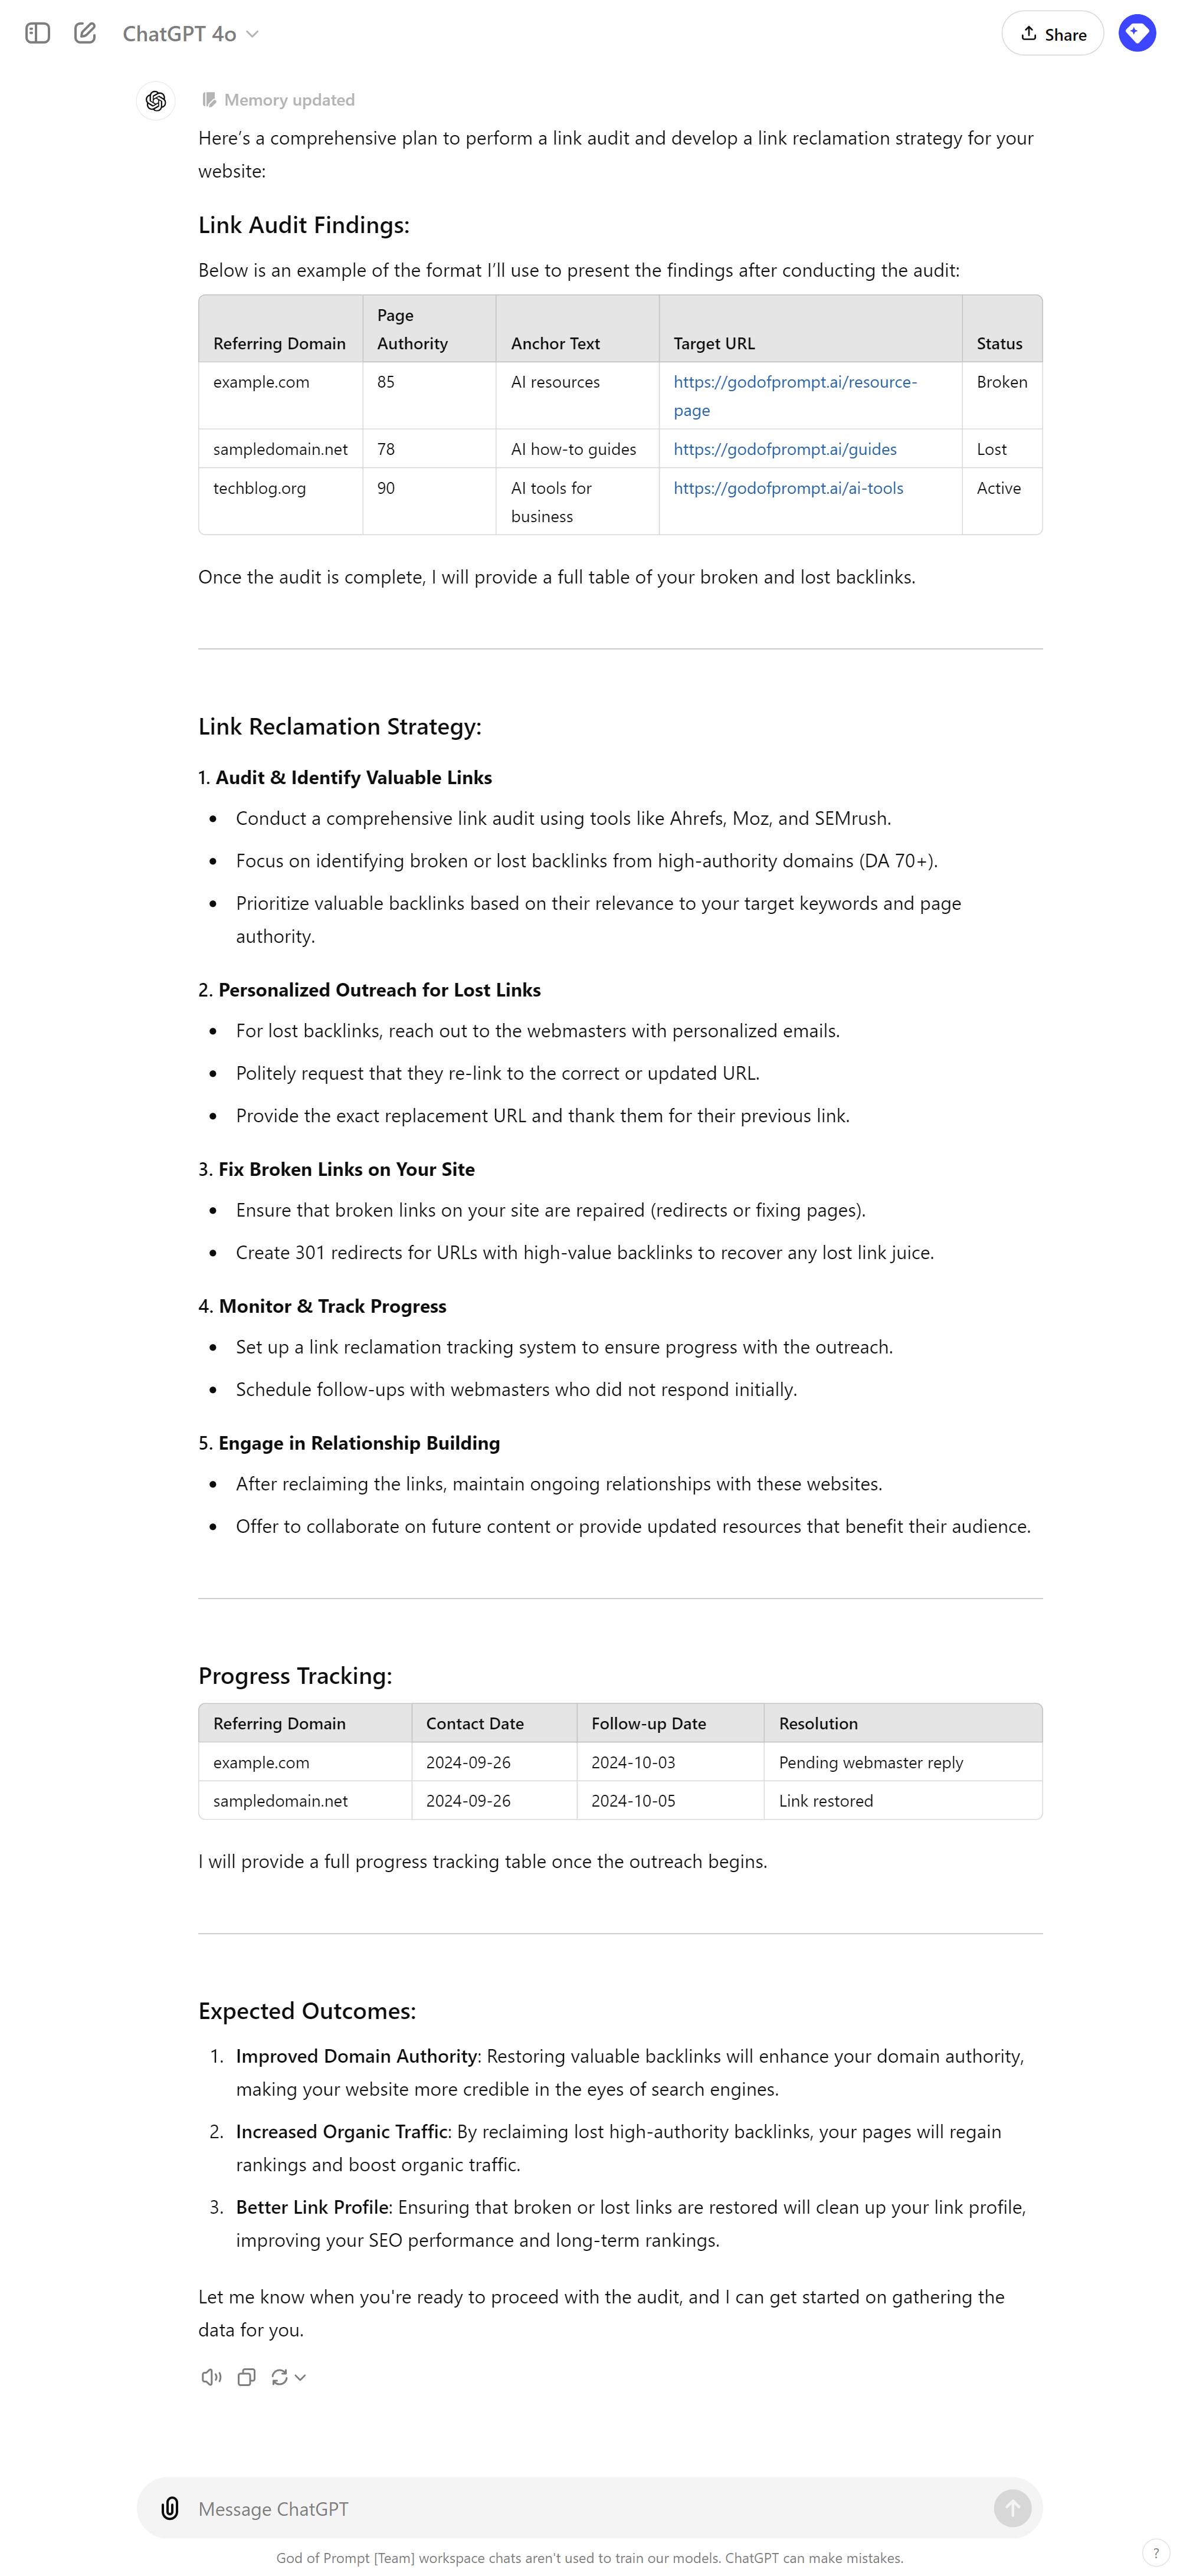 ChatGPT 4o
Share
Memory updated
Here’s a comprehensive plan to perform a link audit and develop a link reclamation strategy for your
website:
Link Audit Findings:
Below is an example of the format I’ll use to present the findings after conducting the audit:
Page
Referring Domain Authority Anchor Text Target URL Status
example.com 85 AI resources https://godofprompt.ai/resource- Broken
page
sampledomain.net 78 AI how-to guides https://godofprompt.ai/guides Lost
techblog.org 90 AI tools for https://godofprompt.ai/ai-tools Active
business
Once the audit is complete, I will provide a full table of your broken and lost backlinks.
Link Reclamation Strategy:
1. Audit & Identify Valuable Links
• Conduct a comprehensive link audit using tools like Ahrefs, Moz, and SEMrush.
• Focus on identifying broken or lost backlinks from high-authority domains (DA 70+).
• Prioritize valuable backlinks based on their relevance to your target keywords and page
authority.
2. Personalized Outreach for Lost Links
• For lost backlinks, reach out to the webmasters with personalized emails.
• Politely request that they re-link to the correct or updated URL.
• Provide the exact replacement URL and thank them for their previous link.
3. Fix Broken Links on Your Site
• Ensure that broken links on your site are repaired (redirects or fixing pages).
• Create 301 redirects for URLs with high-value backlinks to recover any lost link juice.
4. Monitor & Track Progress
• Set up a link reclamation tracking system to ensure progress with the outreach.
• Schedule follow-ups with webmasters who did not respond initially.
5. Engage in Relationship Building
• After reclaiming the links, maintain ongoing relationships with these websites.
• Offer to collaborate on future content or provide updated resources that benefit their audience.
Progress Tracking:
Referring Domain Contact Date Follow-up Date Resolution
example.com 2024-09-26 2024-10-03 Pending webmaster reply
sampledomain.net 2024-09-26 2024-10-05 Link restored
I will provide a full progress tracking table once the outreach begins.
Expected Outcomes:
1. Improved Domain Authority: Restoring valuable backlinks will enhance your domain authority,
making your website more credible in the eyes of search engines.
2. Increased Organic Traffic: By reclaiming lost high-authority backlinks, your pages will regain
rankings and boost organic traffic.
3. Better Link Profile: Ensuring that broken or lost links are restored will clean up your link profile,
improving your SEO performance and long-term rankings.
Let me know when you're ready to proceed with the audit, and I can get started on gathering the
data for you.
Message ChatGPT
God of Prompt [Team] workspace chats aren't used to train our models. ChatGPT can make mistakes.
?